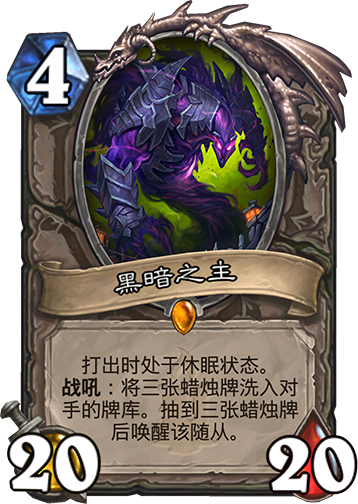 4
黑暗之主
打出时处于休眠状态。
战吼：将三张蜡烛牌洗入对
手的牌库。抽到三张蜡烛牌
后唤醒该随从。
20
20